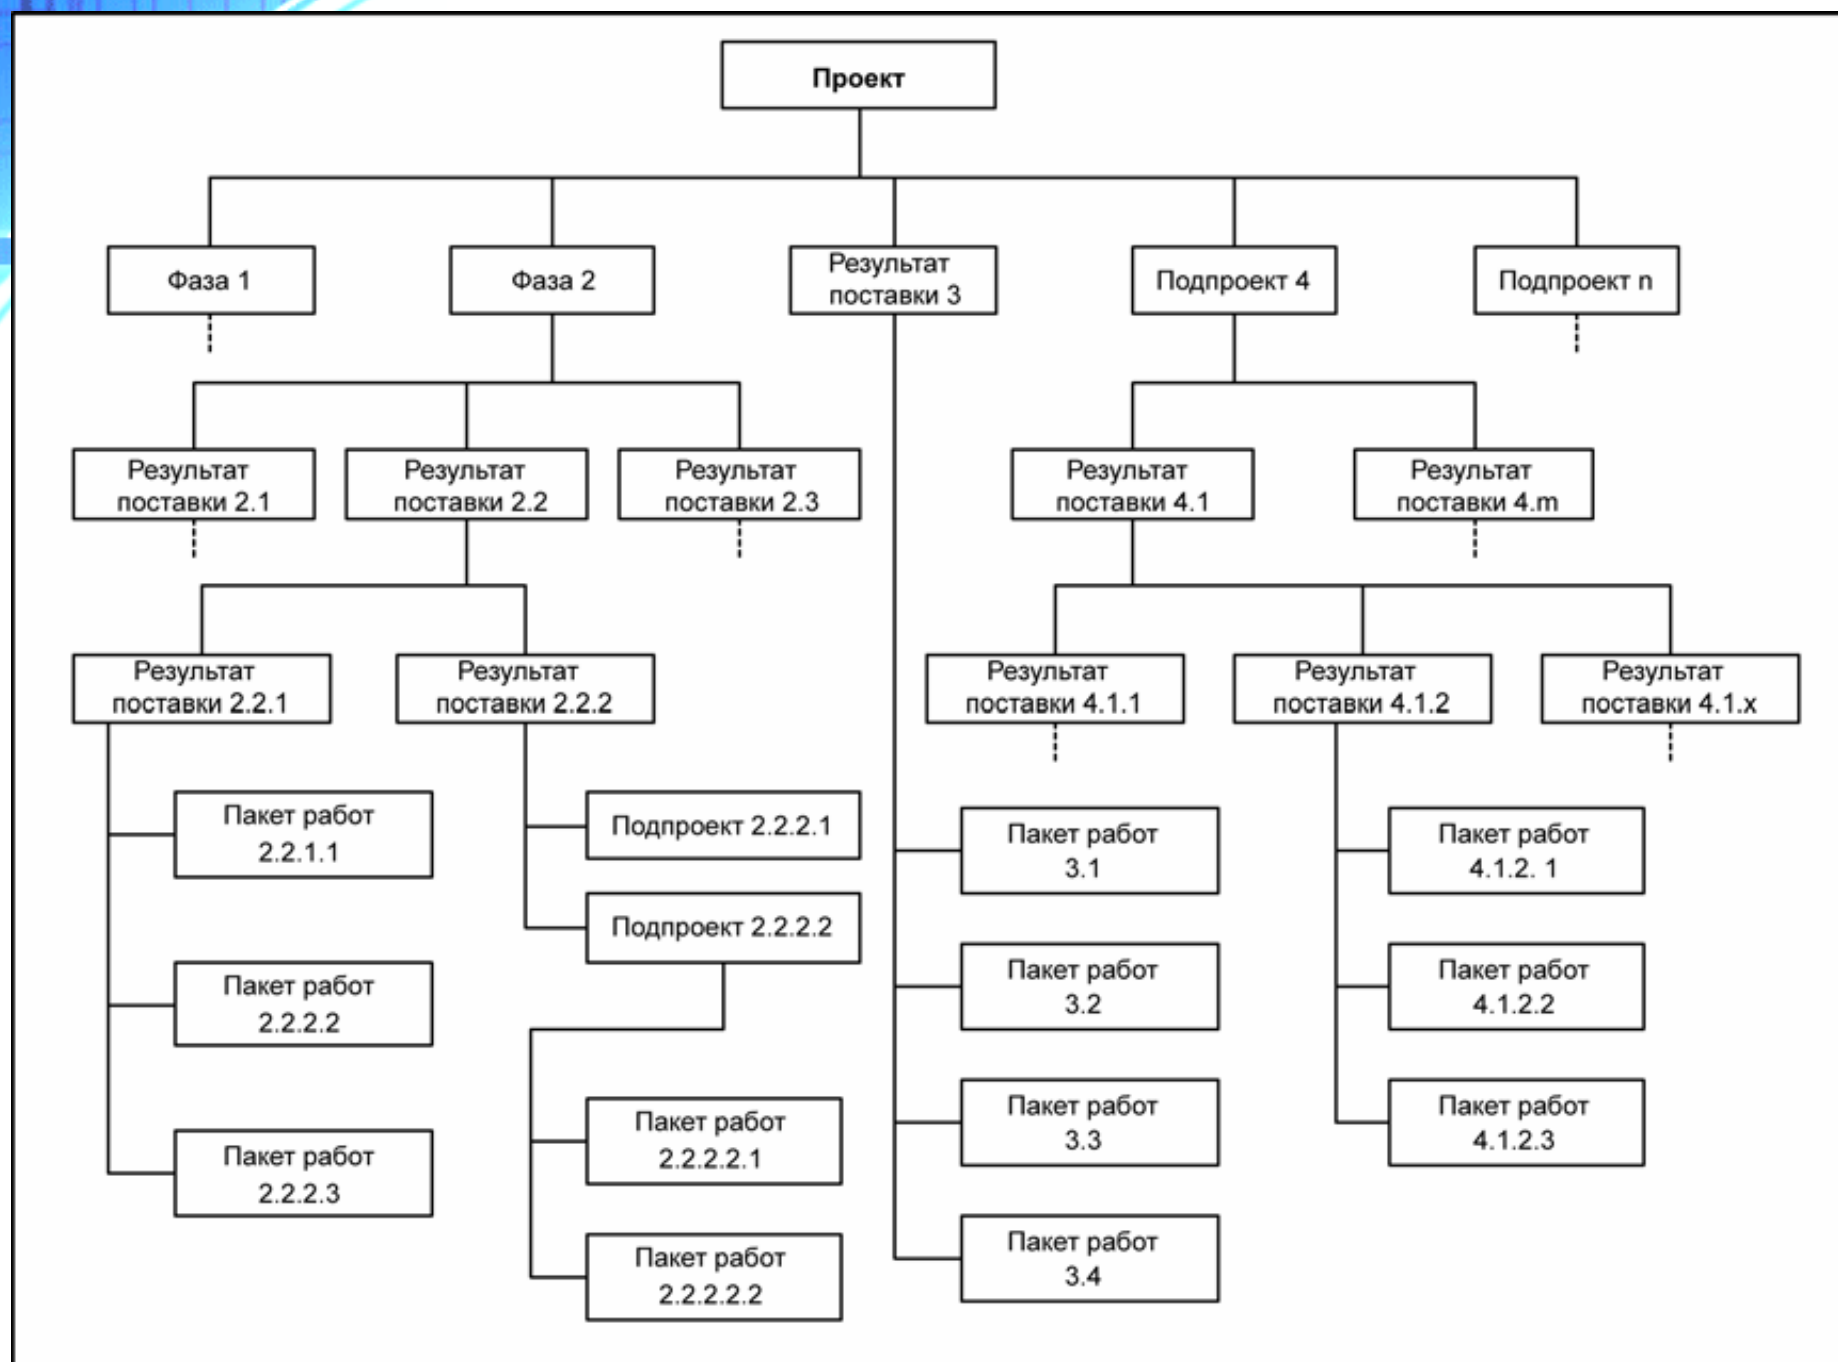 Проект
Фаза 1
Фаза 2
Результат
поставки 3
Подпроект 4
Подпроект n
Результат
поставки 2.1
Результат
поставки 2.2
Результат
поставки 2.3
Результат
поставки 4.1
Результат
поставки 4.m
Результат
поставки 2.2.1
Результат
поставки 2.2.2
Результат
поставки 4.1.1
Результат
поставки 4.1.2
Результат
поставки 4.1.x
Пакет работ
2.2.1.1
Пакет работ
2.2.2.2
Пакет работ
2.2.2.3
Подпроект 2.2.2.1
Подпроект 2.2.2.2
Пакет работ
2.2.2.2.1
Пакет работ
2.2.2.2.2
Пакет работ
3.1
Пакет работ
3.2
Пакет работ
3.3
Пакет работ
3.4
Пакет работ
4.1.2. 1
Пакет работ
4.1.2.2
Пакет работ
4.1.2.3